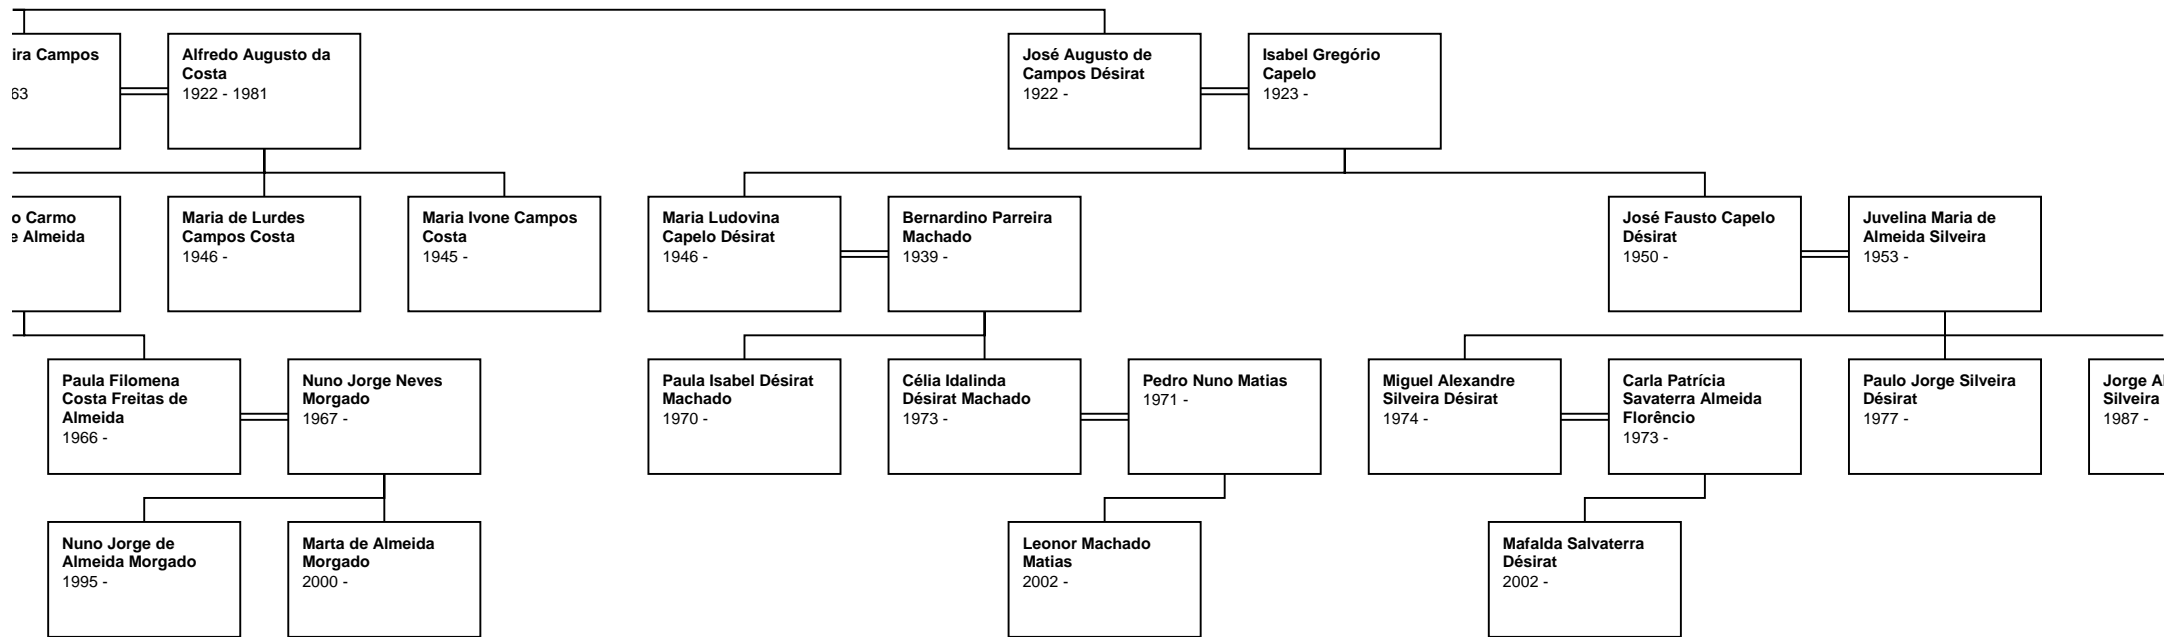 Campos
63
Alfredo Augusto da
Costa
1922 - 1981
José Augusto de
Campos Désirat
1922 -
Isabel Gregório
Capelo
1923 -
o Carmo
e Almeida
Maria de Lurdes
Campos Costa
1946 -
Maria Ivone Campos
Costa
1945 -
Maria Ludovina
Capelo Désirat
1946 -
Bernardino Parreira
Machado
1939 -
José Fausto Capelo
Désirat
1950 -
Juvelina Maria de
Almeida Silveira
1953 -
Paula Filomena
Costa Freitas de
Almeida
1966 -
Nuno Jorge Neves
Morgado
1967 -
Paula Isabel Désirat
Machado
1970 -
Célia Idalinda
Désirat Machado
1973 -
Pedro Nuno Matias
1971 -
Miguel Alexandre
Silveira Désirat
1974 -
Carla Patrícia
Savaterra Almeida
Florêncio
1973 -
Paulo Jorge Silveira
Désirat
1977 -
Jorge
Silveira
1987 -
Nuno Jorge de
Almeida Morgado
1995 -
Marta de Almeida
Morgado
2000 -
Leonor Machado
Matias
2002 -
Mafalda Salvaterra
Désirat
2002 -